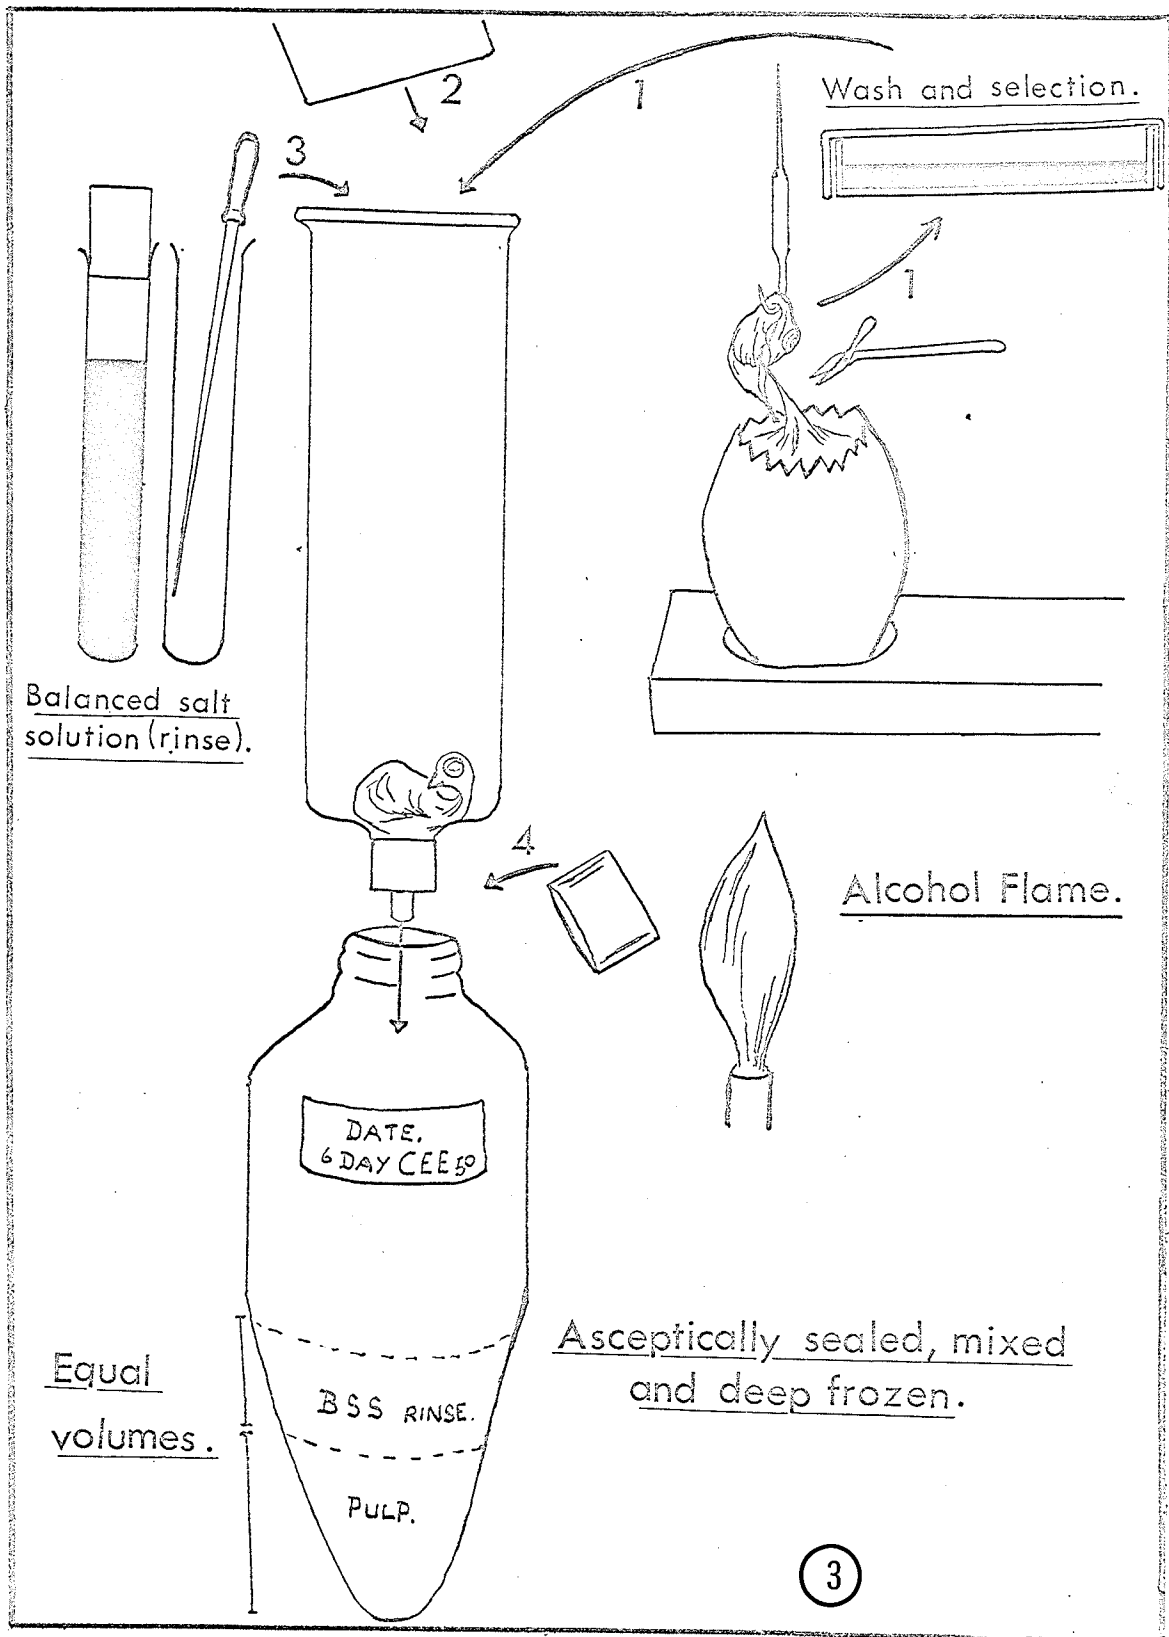 2
1
Wash and selection.
3
1
Balanced salt
solution (rinse).
4
Alcohol Flame.
DATE.
6 DAY CEE 50
Equal
volumes.
BSS RINSE.
PULP.
Asceptically sealed, mixed
and deep frozen.
3